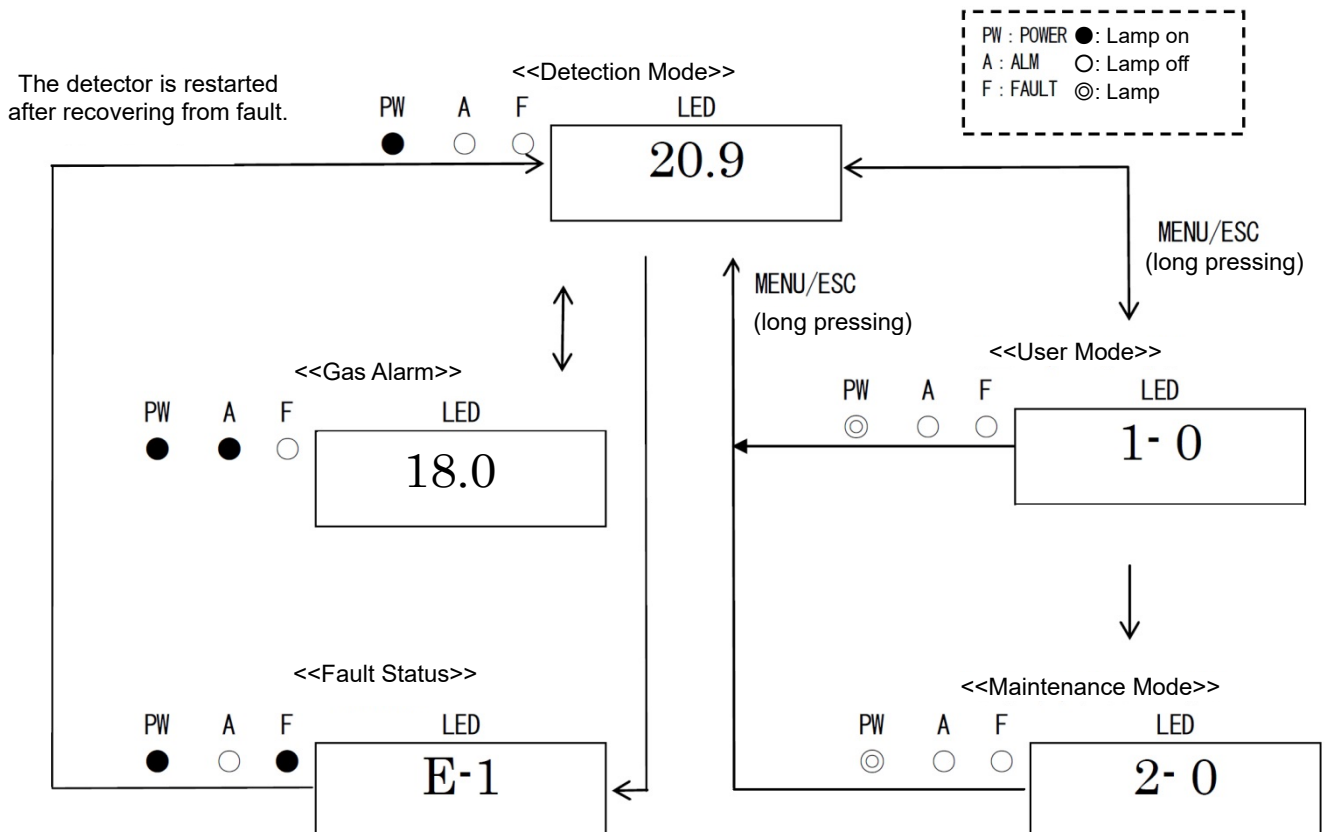 PW : POWER ●: Lamp on
A : ALM ○: Lamp off
F : FAULT ◎: Lamp
The detector is restarted
after recovering from fault.
<<Detection Mode>>
PW A F LED
20.9
MENU/ESC
(long pressing)
MENU/ESC
(long pressing)
<<Gas Alarm>>
PW A F LED
18.0
<<User Mode>>
PW A F LED
1- 0
<<Fault Status>>
PW A F LED
E-1
<<Maintenance Mode>>
PW A F LED
2- 0